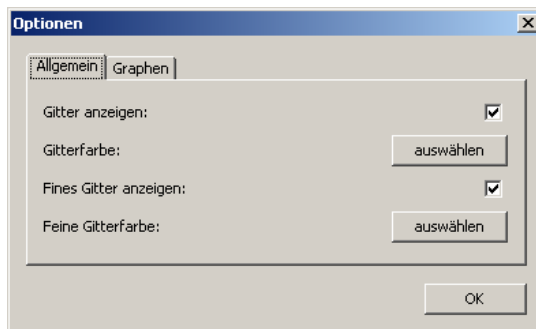 Optionen
Allgemein Graphen
Gitter anzeigen:
Gitterfarbe: auswählen
Fines Gitter anzeigen:
Feine Gitterfarbe: auswählen
OK